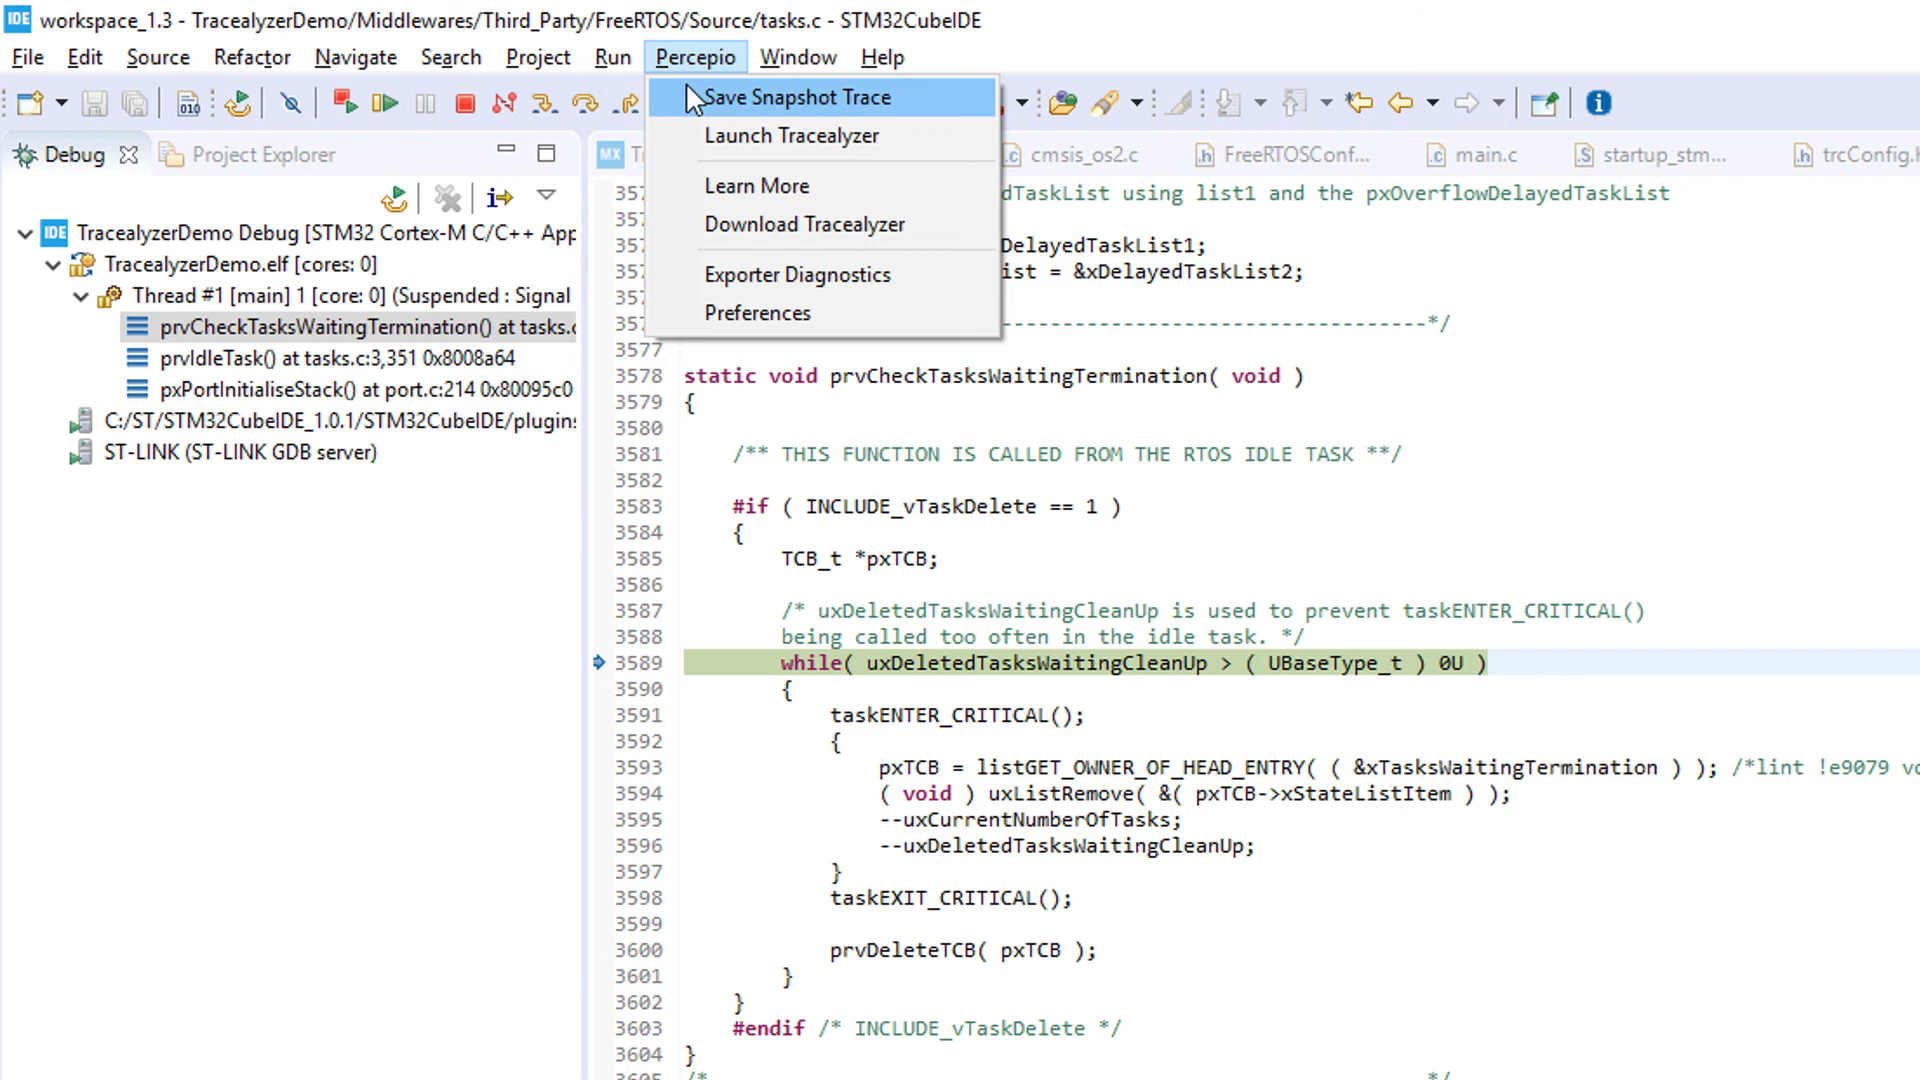 IDE workspace_1.3 - TracealyzerDemo/Middlewares/Third_Party/FreeRTOS/Source/tasks.c - STM32CubeIDE
File Edit Source Refactor Navigate Search Project Run Percepio Window Help
Save Snapshot Trace
Launch Tracealyzer
Learn More
Download Tracealyzer
Exporter Diagnostics
Preferences
010
Debug Project Explorer
MX cmsis_os2.c FreeRTOSConf... main.c startup_stm... trcConfig.h
IDE TracealyzerDemo Debug [STM32 Cortex-M C/C++ App
TracealyzerDemo.elf [cores: 0]
Thread #1 [main] 1 [core: 0] (Suspended : Signal
prvCheckTasksWaitingTermination() at tasks.c
prvIdleTask() at tasks.c:3,351 0x8008a64
pxPortInitialiseStack() at port.c:214 0x80095c0
C:/ST/STM32CubeIDE_1.0.1/STM32CubeIDE/plugins
ST-LINK (ST-LINK GDB server)
edTaskList using list1 and the pxOverflowDelayedTaskList
DelayedTaskList1;
ist = &xDelayedTaskList2;
-----------------------------------*/
3577
3578 static void prvCheckTasksWaitingTermination( void )
3579 {
3580
3581 /** THIS FUNCTION IS CALLED FROM THE RTOS IDLE TASK **/
3582
3583 #if ( INCLUDE_vTaskDelete == 1 )
3584 {
3585 TCB_t *pxTCB;
3586
3587 /* uxDeletedTasksWaitingCleanUp is used to prevent taskENTER_CRITICAL()
3588 being called too often in the idle task. */
3589 while( uxDeletedTasksWaitingCleanUp > ( UBaseType_t ) 0U )
3590 {
3591 taskENTER_CRITICAL();
3592 {
3593 pxTCB = listGET_OWNER_OF_HEAD_ENTRY( ( &xTasksWaitingTermination ) ); /*lint !e9079 vo
3594 ( void ) uxListRemove( &( pxTCB->xStateListItem ) );
3595 --uxCurrentNumberOfTasks;
3596 --uxDeletedTasksWaitingCleanUp;
3597 }
3598 taskEXIT_CRITICAL();
3599
3600 prvDeleteTCB( pxTCB );
3601 }
3602 }
3603 #endif /* INCLUDE_vTaskDelete */
3604 }